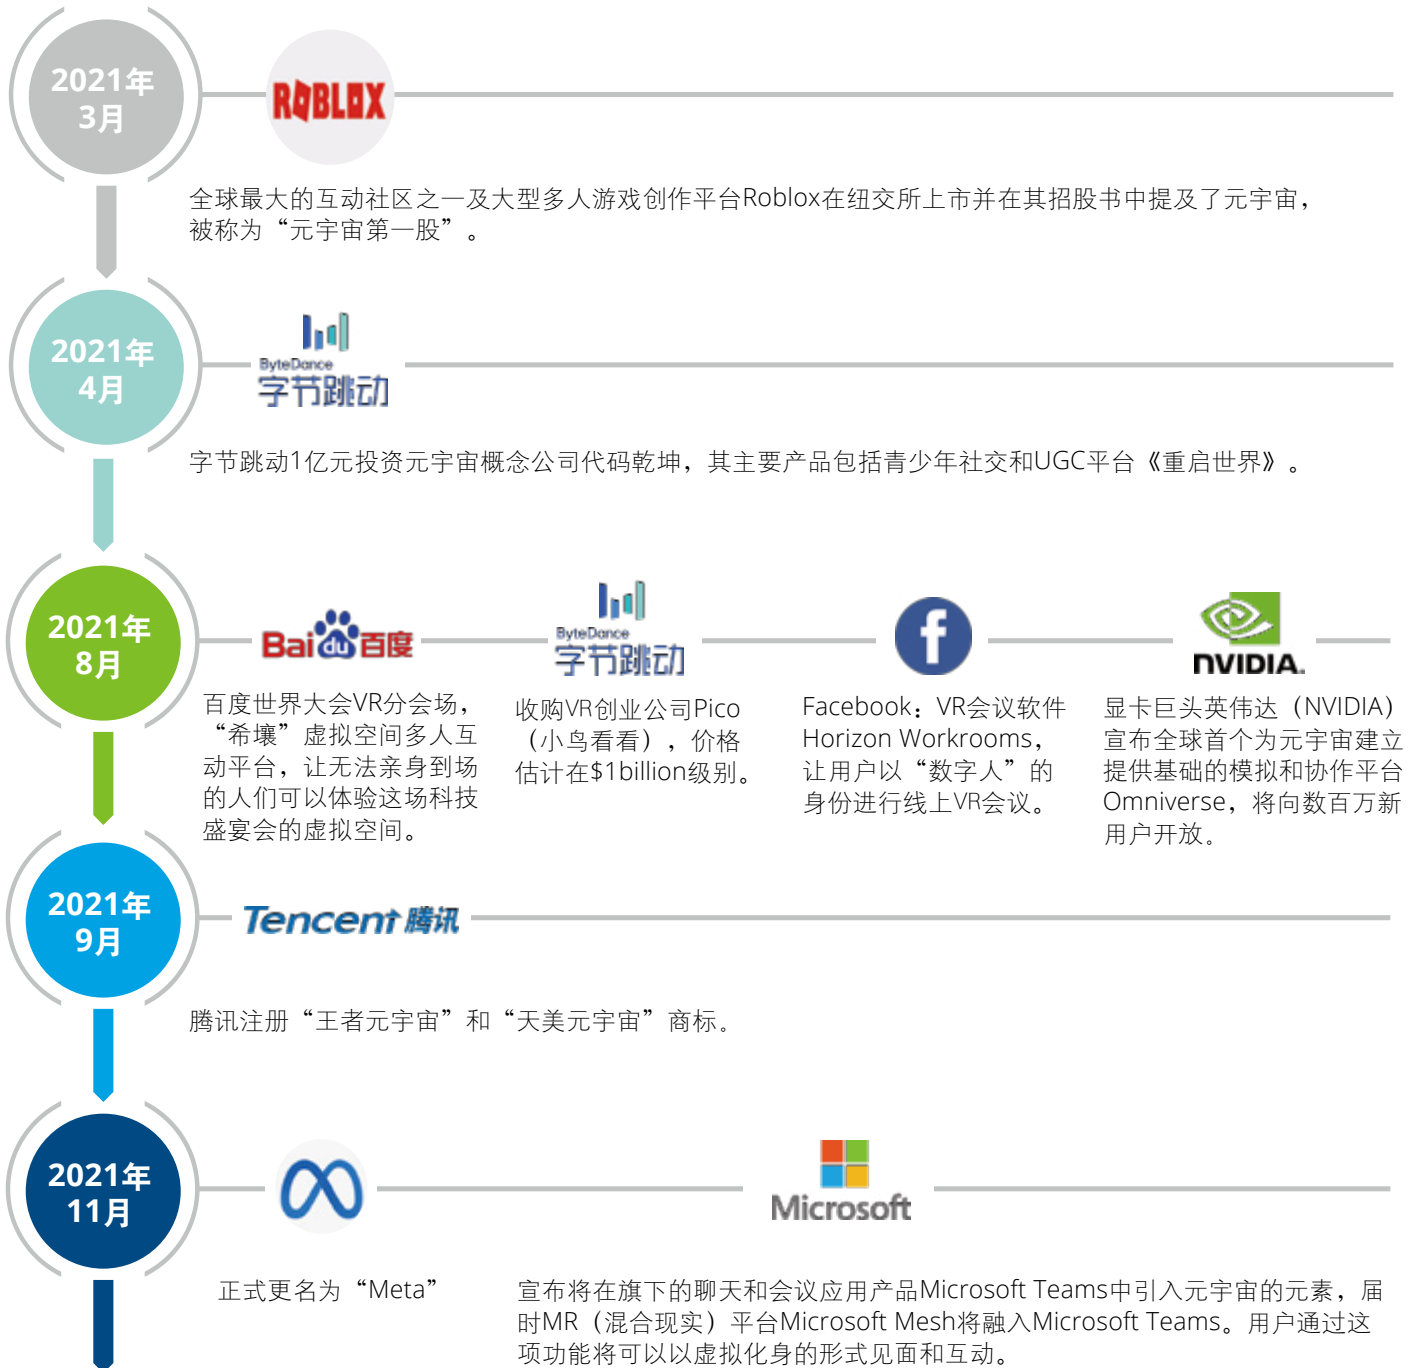 2021年
3月
ROBLOX
全球最大的互动社区之一及大型多人游戏创作平台Roblox在纽交所上市并在其招股书中提及了元宇宙，
被称为“元宇宙第一股”。
2021年
4月
ByteDance
字节跳动
字节跳动1亿元投资元宇宙概念公司代码乾坤，其主要产品包括青少年社交和UGC平台《重启世界》。
2021年
8月
Bai du 百度
百度世界大会VR分会场，
“希壤”虚拟空间多人互
动平台，让无法亲身到场
的人们可以体验这场科技
盛宴会的虚拟空间。
ByteDance
字节跳动
收购VR创业公司Pico
（小鸟看看），价格
估计在$1billion级别。
f
Facebook：VR会议软件
Horizon Workrooms，
让用户以“数字人”的
身份进行线上VR会议。
NVIDIA.
显卡巨头英伟达（NVIDIA）
宣布全球首个为元宇宙建立
提供基础的模拟和协作平台
Omniverse，将向数百万新
用户开放。
2021年
9月
Tencent 腾讯
腾讯注册“王者元宇宙”和“天美元宇宙”商标。
2021年
11月
正式更名为“Meta”
Microsoft
宣布将在旗下的聊天和会议应用产品Microsoft Teams中引入元宇宙的元素，届
时MR（混合现实）平台Microsoft Mesh将融入Microsoft Teams。用户通过这
项功能将可以以虚拟化身的形式见面和互动。